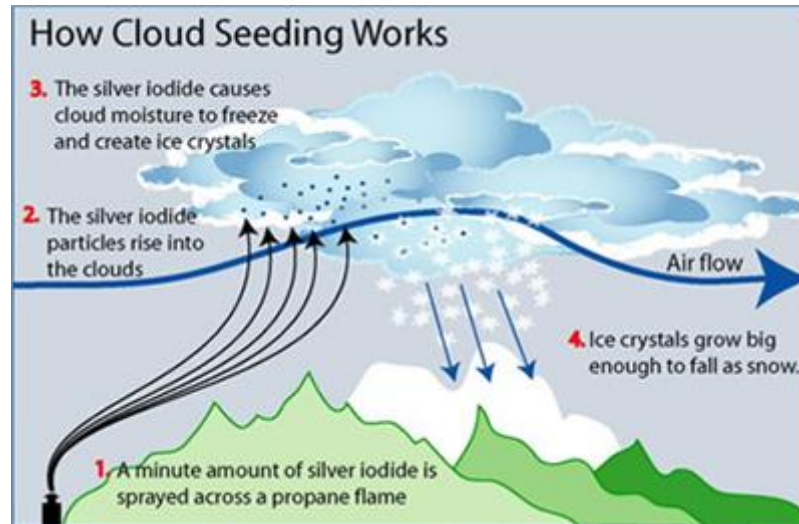 How Cloud Seeding Works
3. The silver iodide causes
cloud moisture to freeze
and create ice crystals
2. The silver iodide
particles rise into
the clouds
Air flow
4. Ice crystals grow big
enough to fall as snow.
1. A minute amount of silver iodide is
sprayed across a propane flame